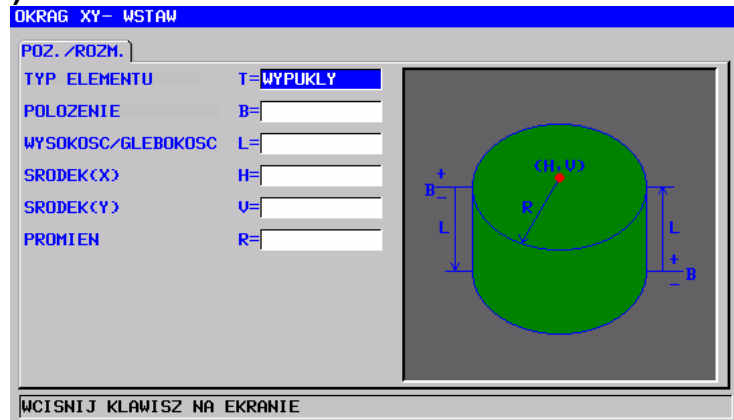 OKRAG XY- WSTAW
POZ./ROZM.
TYP ELEMENTU T=WYPUKLY
POLOZENIE B=
WYSOKOSC/GLEBOKOSC L=
SRODEK(X) H=
SRODEK(Y) V=
PROMIEN R=
(H,V)
+
B
-
R
L
L
+
B
-
WCISNIJ KLAWISZ NA EKRANIE